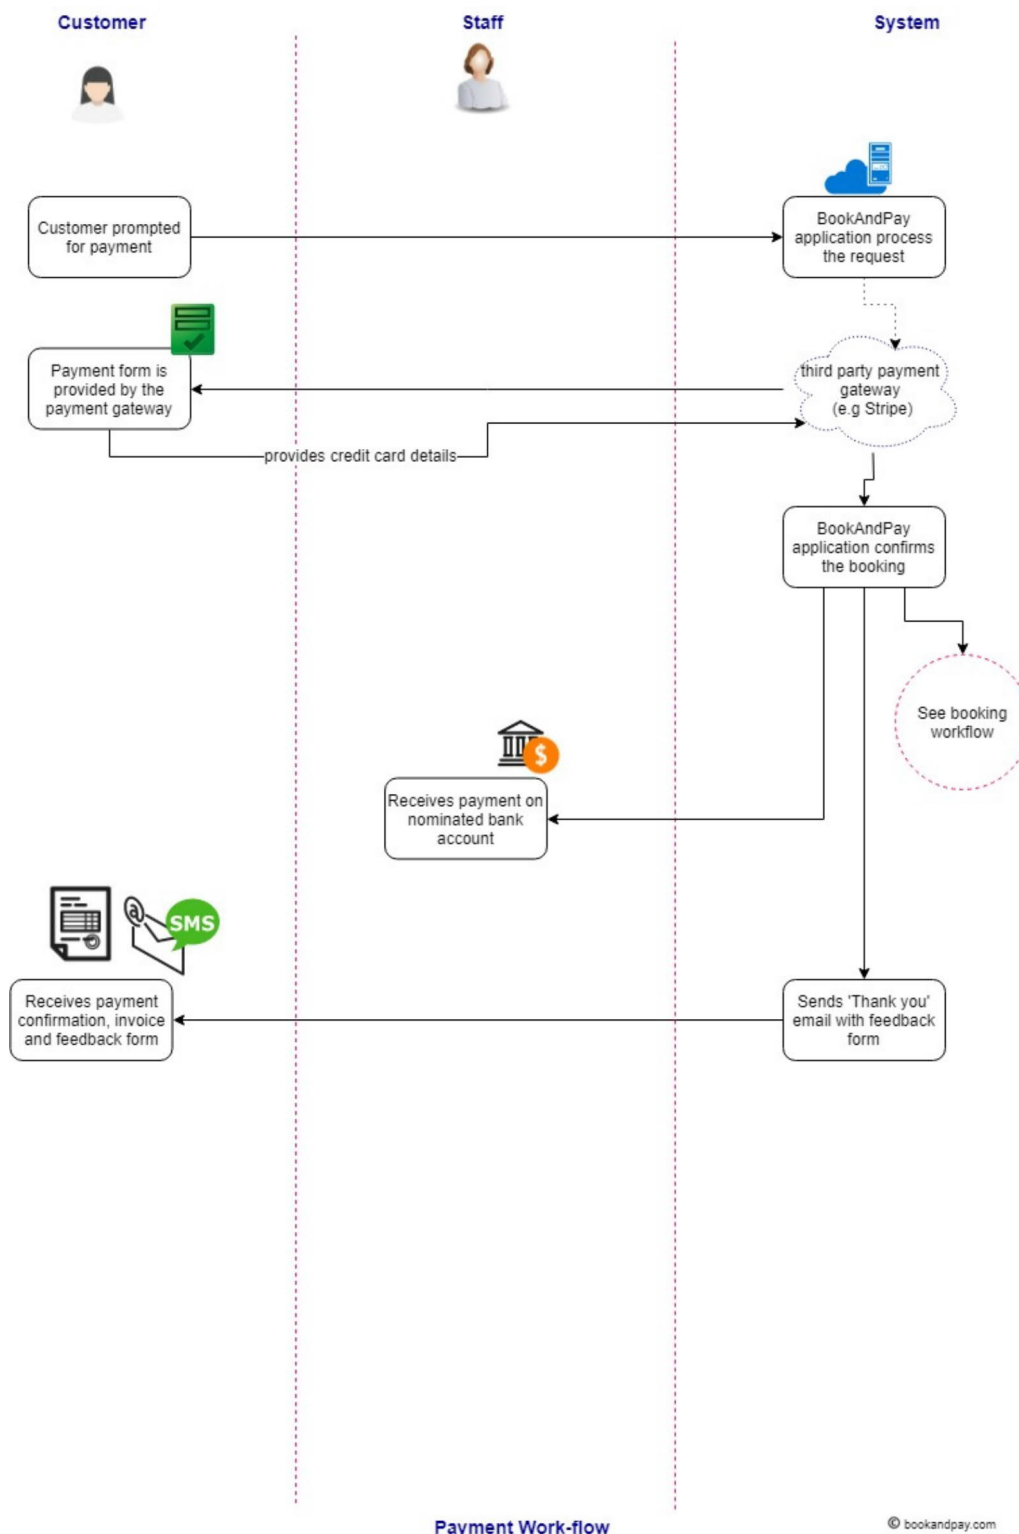 Customer
Staff
System
Customer prompted
for payment
BookAndPay
application process
the request
Payment form is
provided by the
payment gateway
third party payment
gateway
(e.g Stripe)
provides credit card details
BookAndPay
application confirms
the booking
See booking
workflow
$
Receives payment on
nominated bank
account
@
SMS
Receives payment
confirmation, invoice
and feedback form
Sends 'Thank you'
email with feedback
form
Payment Work-flow
© bookandpay.com